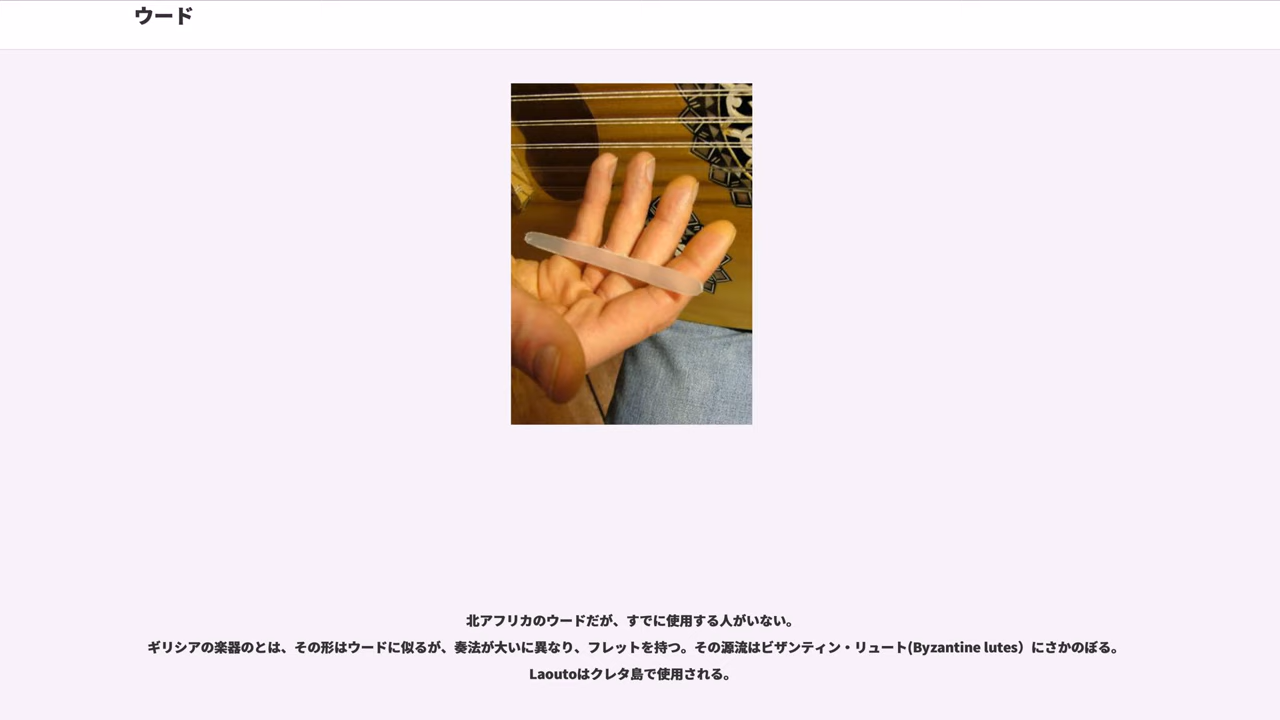 ウード
北アフリカのウードだが、すでに使用する人がいない。
ギリシアの楽器のとは、その形はウードに似るが、奏法が大いに異なり、フレットを持つ。その源流はビザンティン・リュート(Byzantine lutes）にさかのぼる。
Laoutoはクレタ島で使用される。